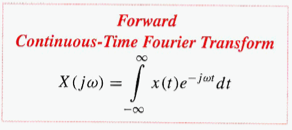 Forward
Continuous-Time Fourier Transform
X(jω) = ∫_{-∞}^{∞} x(t)e^{-jωt} dt